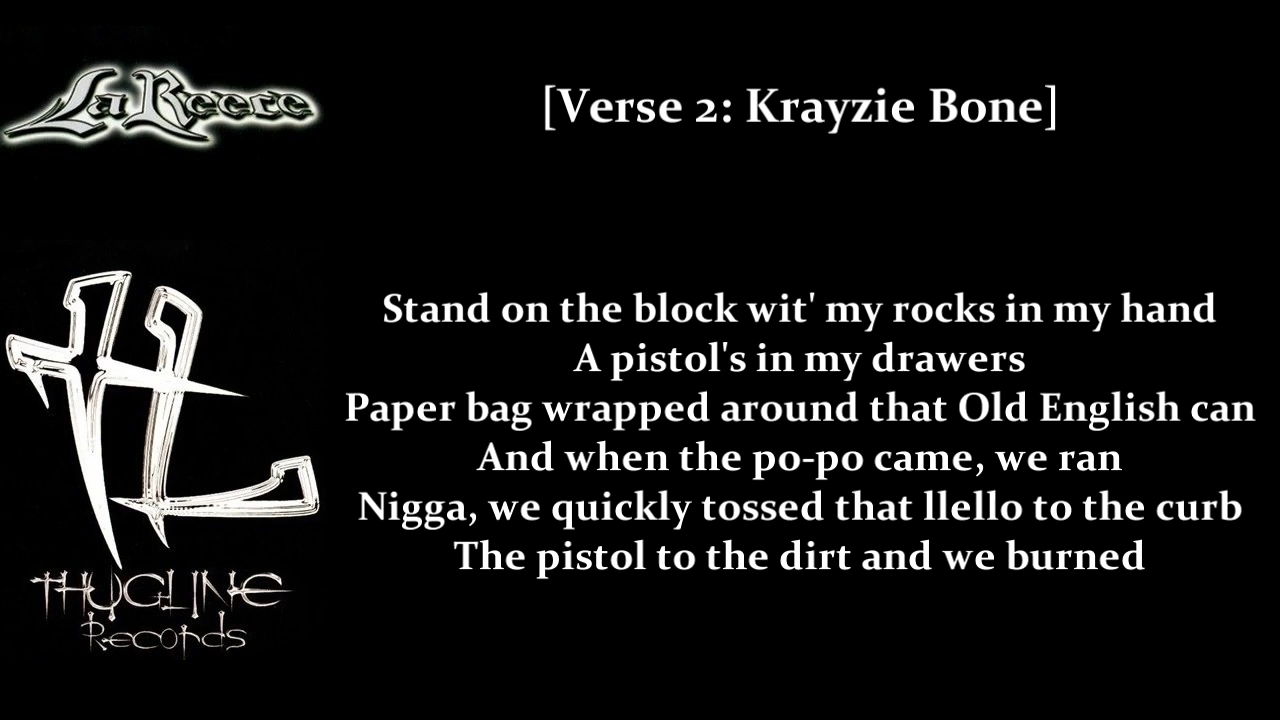 LaReece
[Verse 2: Krayzie Bone]
Stand on the block wit' my rocks in my hand
A pistol's in my drawers
Paper bag wrapped around that Old English can
And when the po-po came, we ran
Nigga, we quickly tossed that llello to the curb
The pistol to the dirt and we burned
TL
THUGLINE
Records